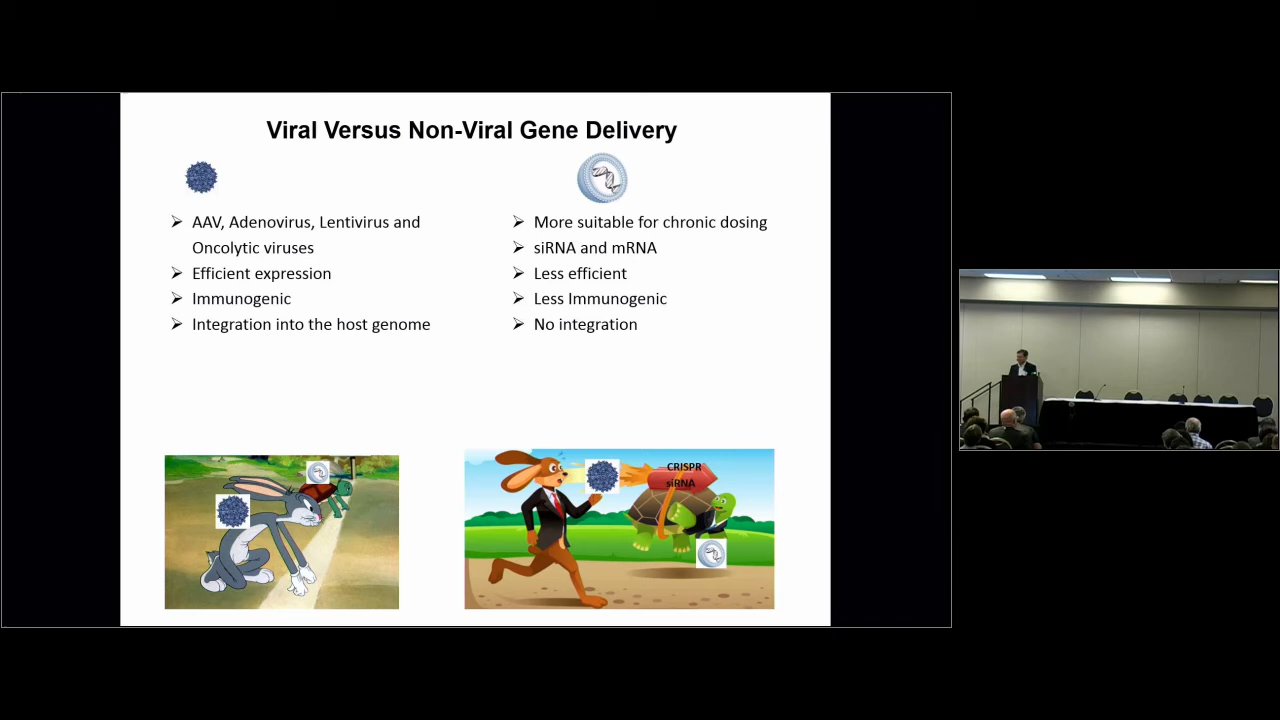 Viral Versus Non-Viral Gene Delivery
AAV, Adenovirus, Lentivirus and
Oncolytic viruses
Efficient expression
Immunogenic
Integration into the host genome
More suitable for chronic dosing
siRNA and mRNA
Less efficient
Less Immunogenic
No integration
CRISPR
siRNA